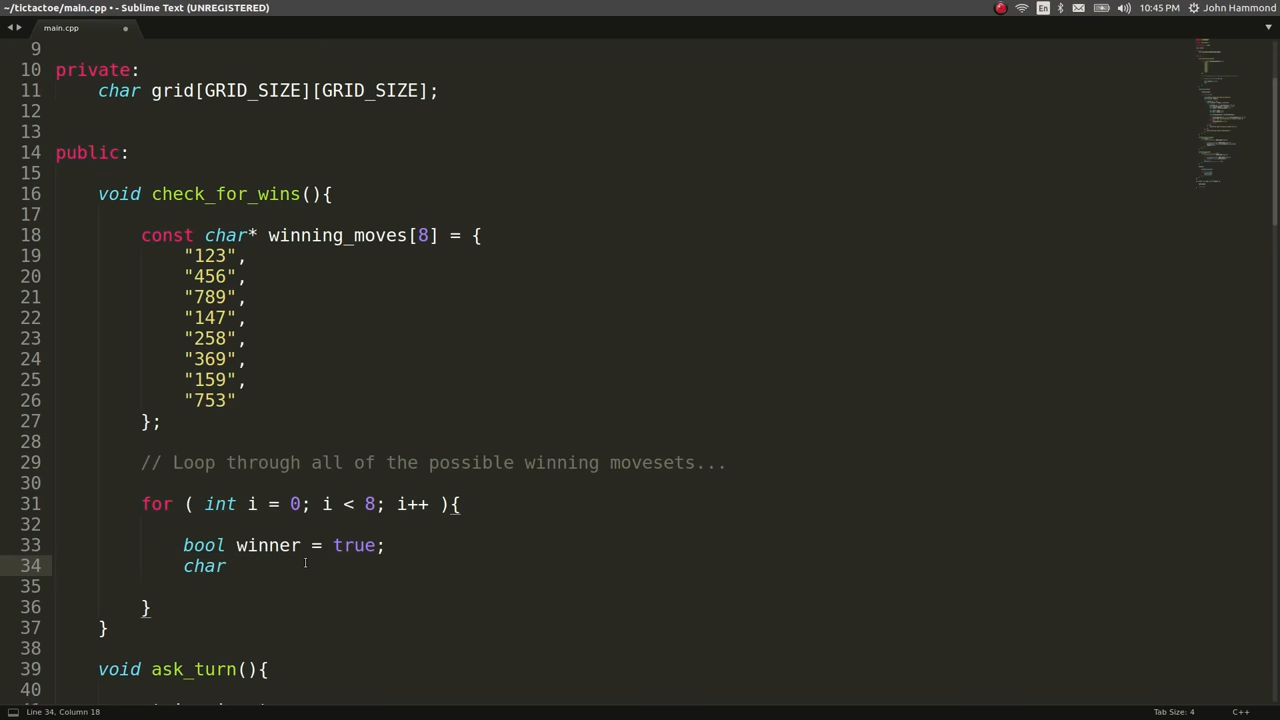 ~/tictactoe/main.cpp • - Sublime Text (UNREGISTERED)
En
10:45 PM
John Hammond
main.cpp
9
10 private:
11 char grid[GRID_SIZE][GRID_SIZE];
12
13
14 public:
15
16 void check_for_wins(){
17
18 const char* winning_moves[8] = {
19 "123",
20 "456",
21 "789",
22 "147",
23 "258",
24 "369",
25 "159",
26 "753"
27 };
28
29 // Loop through all of the possible winning movesets...
30
31 for ( int i = 0; i < 8; i++ ){
32
33 bool winner = true;
34 char
35
36 }
37 }
38
39 void ask_turn(){
40
Line 34, Column 18
Tab Size: 4
C++